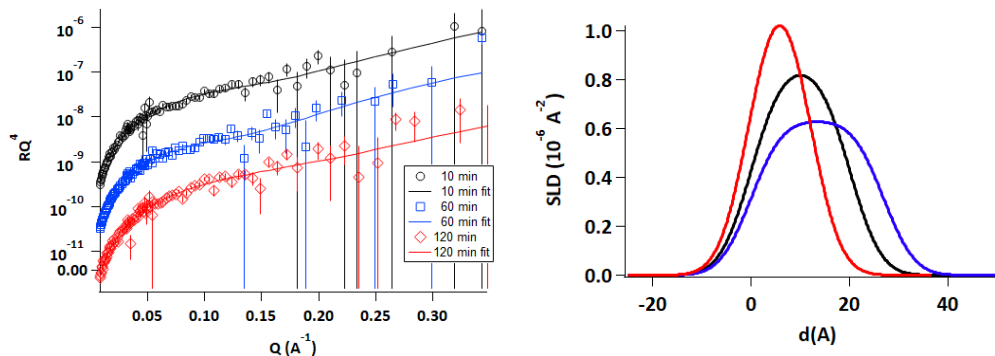 10-6
10-7
10-8
10-9
10-10
10-11
0.00
RQ4
0.05 0.10 0.15 0.20 0.25 0.30
Q (A-1)
10 min
10 min fit
60 min
60 min fit
120 min
120 min fit
1.0
0.8
0.6
0.4
0.2
0.0
SLD (10-6 A-2)
-20 0 20 40
d(A)